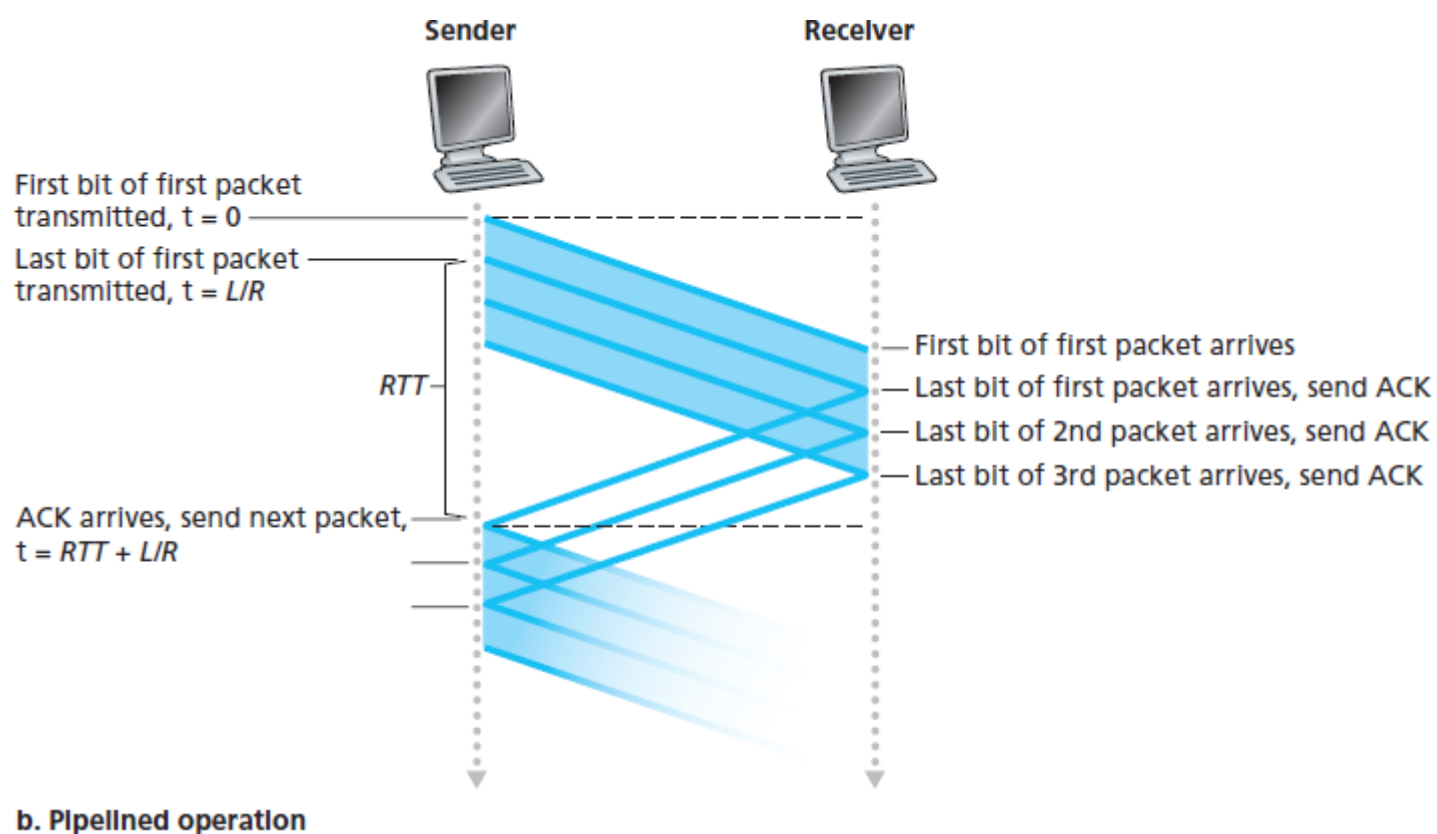 Sender
Receiver
First bit of first packet
transmitted, t = 0
Last bit of first packet
transmitted, t = L/R
First bit of first packet arrives
RTT
Last bit of first packet arrives, send ACK
Last bit of 2nd packet arrives, send ACK
Last bit of 3rd packet arrives, send ACK
ACK arrives, send next packet,
t = RTT + L/R
b. Pipelined operation